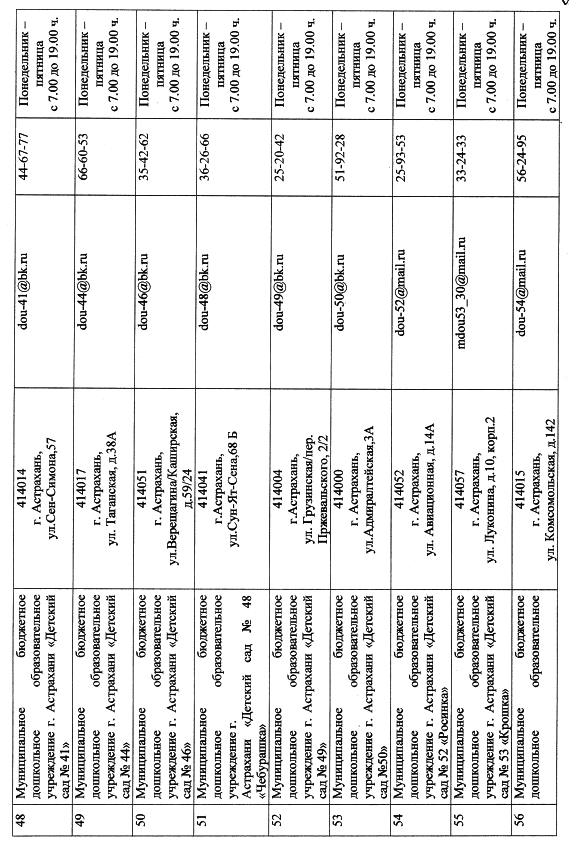 48
Муниципальное бюджетное
дошкольное образовательное
учреждение г. Астрахани «Детский
сад № 41»
414014
г. Астрахань,
ул.Сен-Симона,57
dou-41@bk.ru
44-67-77
Понедельник –
пятница
с 7.00 до 19.00 ч.
49
Муниципальное бюджетное
дошкольное образовательное
учреждение г. Астрахани «Детский
сад № 44»
414017
г. Астрахань,
ул. Таганская, д.38А
dou-44@bk.ru
66-60-53
Понедельник –
пятница
с 7.00 до 19.00 ч.
50
Муниципальное бюджетное
дошкольное образовательное
учреждение г. Астрахани «Детский
сад № 46»
414051
г. Астрахань,
ул.Верещагина/Каширская,
д.59/24
dou-46@bk.ru
35-42-62
Понедельник –
пятница
с 7.00 до 19.00 ч.
51
Муниципальное бюджетное
дошкольное образовательное
учреждение г.
Астрахани «Детский сад № 48
«Чебурашка»
414041
г.Астрахань,
ул.Сун-Ят-Сена,68 Б
dou-48@bk.ru
36-26-66
Понедельник –
пятница
с 7.00 до 19.00 ч.
52
Муниципальное бюджетное
дошкольное образовательное
учреждение г. Астрахани «Детский
сад № 49»
414004
г.Астрахань,
ул. Грузинская/пер.
Пржевальского, 2/2
dou-49@bk.ru
25-20-42
Понедельник –
пятница
с 7.00 до 19.00 ч.
53
Муниципальное бюджетное
дошкольное образовательное
учреждение г. Астрахани «Детский
сад №50»
414000
г. Астрахань,
ул.Адмиралтейская,3А
dou-50@bk.ru
51-92-28
Понедельник –
пятница
с 7.00 до 19.00 ч.
54
Муниципальное бюджетное
дошкольное образовательное
учреждение г. Астрахани «Детский
сад № 52 «Росинка»
414052
г. Астрахань,
ул. Авиационная, д.14А
dou-52@mail.ru
25-93-53
Понедельник –
пятница
с 7.00 до 19.00 ч.
55
Муниципальное бюджетное
дошкольное образовательное
учреждение г. Астрахани «Детский
сад № 53 «Крошка»
414057
г. Астрахань,
ул. Луконина, д.10, корп.2
mdou53_30@mail.ru
33-24-33
Понедельник –
пятница
с 7.00 до 19.00 ч.
56
Муниципальное бюджетное
дошкольное образовательное
414015
г. Астрахань,
ул. Комсомольская, д.142
dou-54@mail.ru
56-24-95
Понедельник –
пятница
с 7.00 до 19.00 ч.